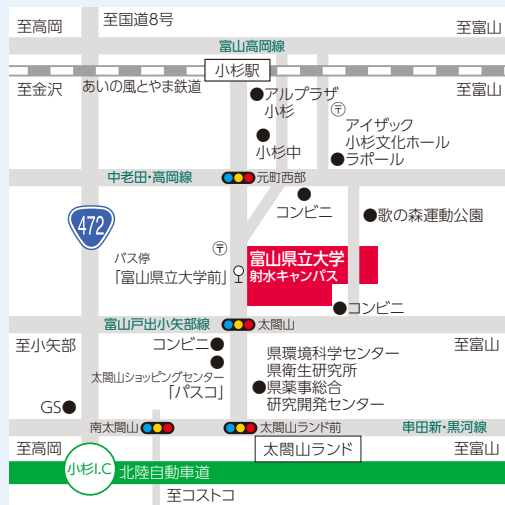 至高岡
至国道8号
至富山
富山高岡線
小杉駅
至金沢
あいの風とやま鉄道
至富山
アルプラザ
小杉
〒
アイザック
小杉文化ホール
ラポール
小杉中
中老田・高岡線
元町西部
コンビニ
472
歌の森運動公園
〒
バス停
「富山県立大学前」
富山県立大学
射水キャンパス
コンビニ
富山戸出小矢部線
太閤山
至小矢部
コンビニ
至富山
太閤山ショッピングセンター
「パスコ」
県環境科学センター
県衛生研究所
県薬事総合
研究開発センター
GS
南太閤山
太閤山ランド前
串田新・黒河線
至高岡
太閤山ランド
至富山
小杉I.C
北陸自動車道
至コストコ